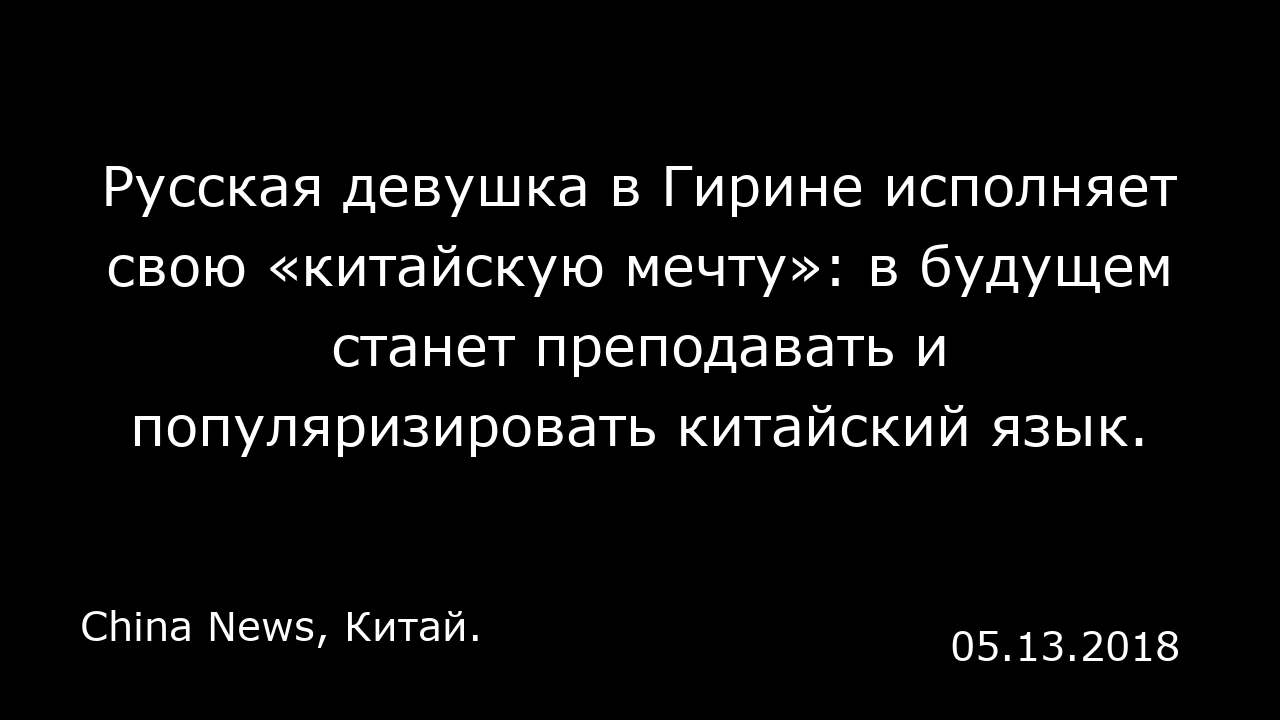 Русская девушка в Гирине исполняет
свою «китайскую мечту»: в будущем
станет преподавать и
популяризировать китайский язык.
China News, Китай.
05.13.2018